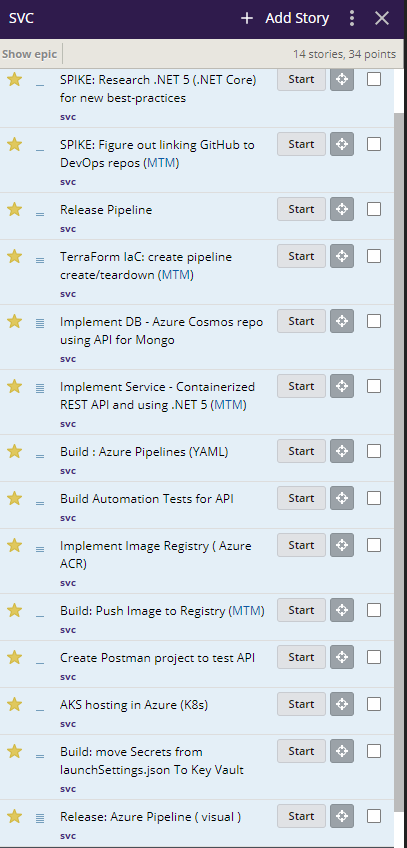 SVC
+ Add Story
Show epic
14 stories, 34 points
SPIKE: Research .NET 5 (.NET Core)
for new best-practices
Start
svc
SPIKE: Figure out linking GitHub to
DevOps repos (MTM)
Start
svc
Release Pipeline
Start
svc
TerraForm IaC: create pipeline
create/teardown (MTM)
Start
svc
Implement DB - Azure Cosmos repo
using API for Mongo
Start
svc
Implement Service - Containerized
REST API and using .NET 5 (MTM)
Start
svc
Build : Azure Pipelines (YAML)
Start
svc
Build Automation Tests for API
Start
svc
Implement Image Registry ( Azure
ACR)
Start
svc
Build: Push Image to Registry (MTM)
Start
svc
Create Postman project to test API
Start
svc
AKS hosting in Azure (K8s)
Start
svc
Build: move Secrets from
launchSettings.json To Key Vault
Start
svc
Release: Azure Pipeline ( visual )
Start
svc